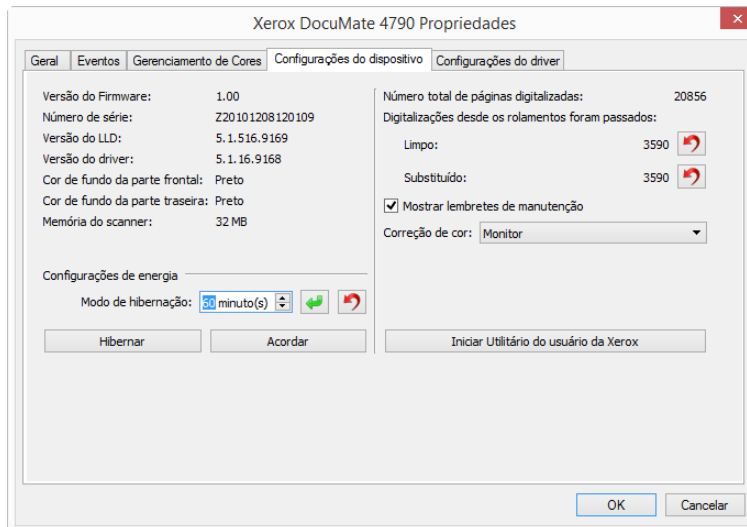 Xerox DocuMate 4790 Propriedades
Geral Eventos Gerenciamento de Cores Configurações do dispositivo Configurações do driver
Versão do Firmware: 1.00
Número de série: Z20101208120109
Versão do LLD: 5.1.516.9169
Versão do driver: 5.1.16.9168
Cor de fundo da parte frontal: Preto
Cor de fundo da parte traseira: Preto
Memória do scanner: 32 MB
Configurações de energia
Modo de hibernação: 60 minuto(s)
Hibernar Acordar
Número total de páginas digitalizadas: 20856
Digitalizações desde os rolamentos foram passados:
Limpo: 3590
Substituído: 3590
Mostrar lembretes de manutenção
Correção de cor: Monitor
Iniciar Utilitário do usuário da Xerox
OK Cancelar